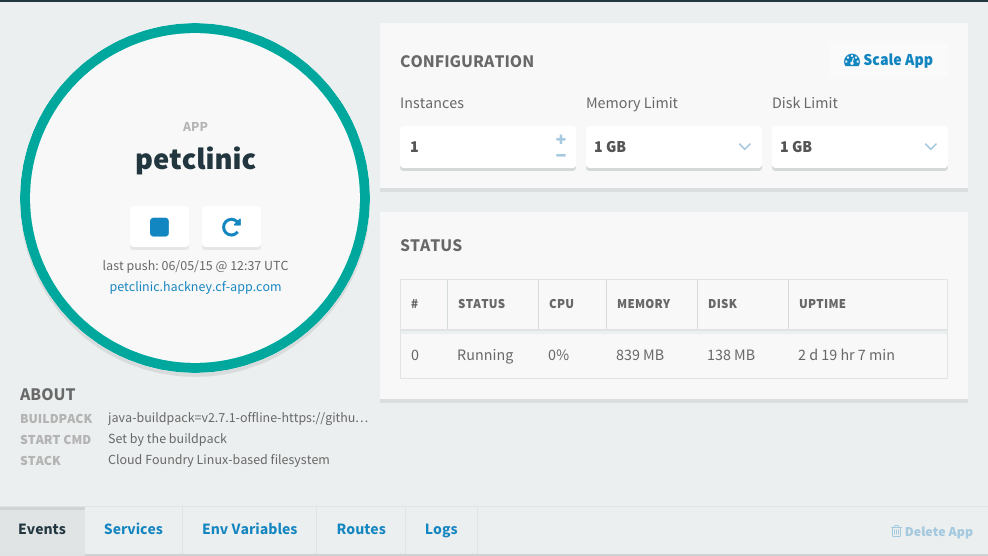 APP
petclinic
last push: 06/05/15 @ 12:37 UTC
petclinic.hackney.cf-app.com
ABOUT
BUILDPACK java-buildpack=v2.7.1-offline-https://githu...
START CMD Set by the buildpack
STACK Cloud Foundry Linux-based filesystem
CONFIGURATION Scale App
Instances Memory Limit Disk Limit
1 1 GB 1 GB
STATUS
# STATUS CPU MEMORY DISK UPTIME
0 Running 0% 839 MB 138 MB 2 d 19 hr 7 min
Events Services Env Variables Routes Logs Delete App